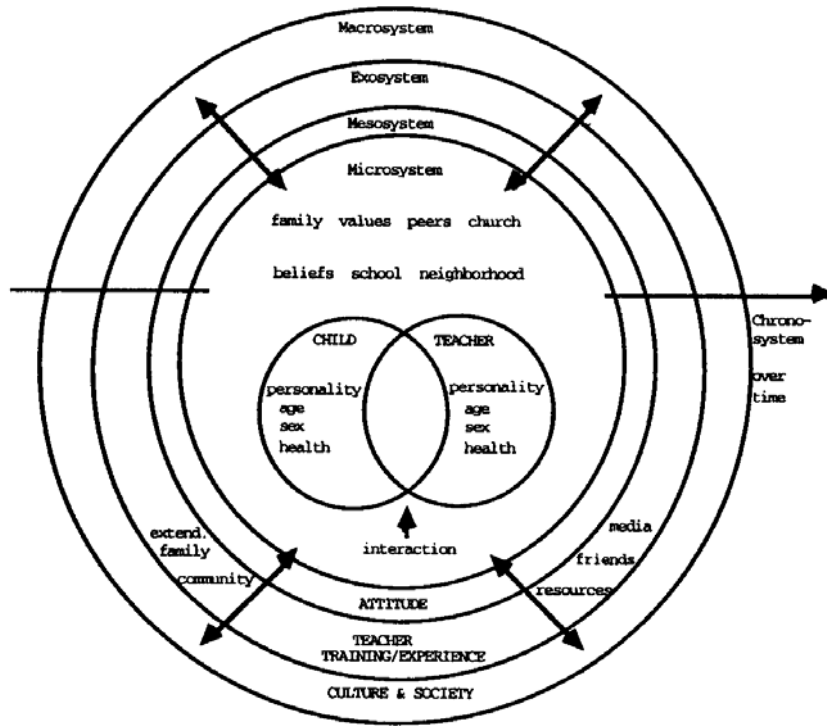 Macrosystem
Exosystem
Mesosystem
Microsystem
family values peers church
beliefs school neighborhood
Chrono-
system
over
time
CHILD
personality
age
sex
health
TEACHER
personality
age
sex
health
interaction
extend.
family
community
media
friends
resources
ATTITUDE
TEACHER
TRAINING/EXPERIENCE
CULTURE & SOCIETY